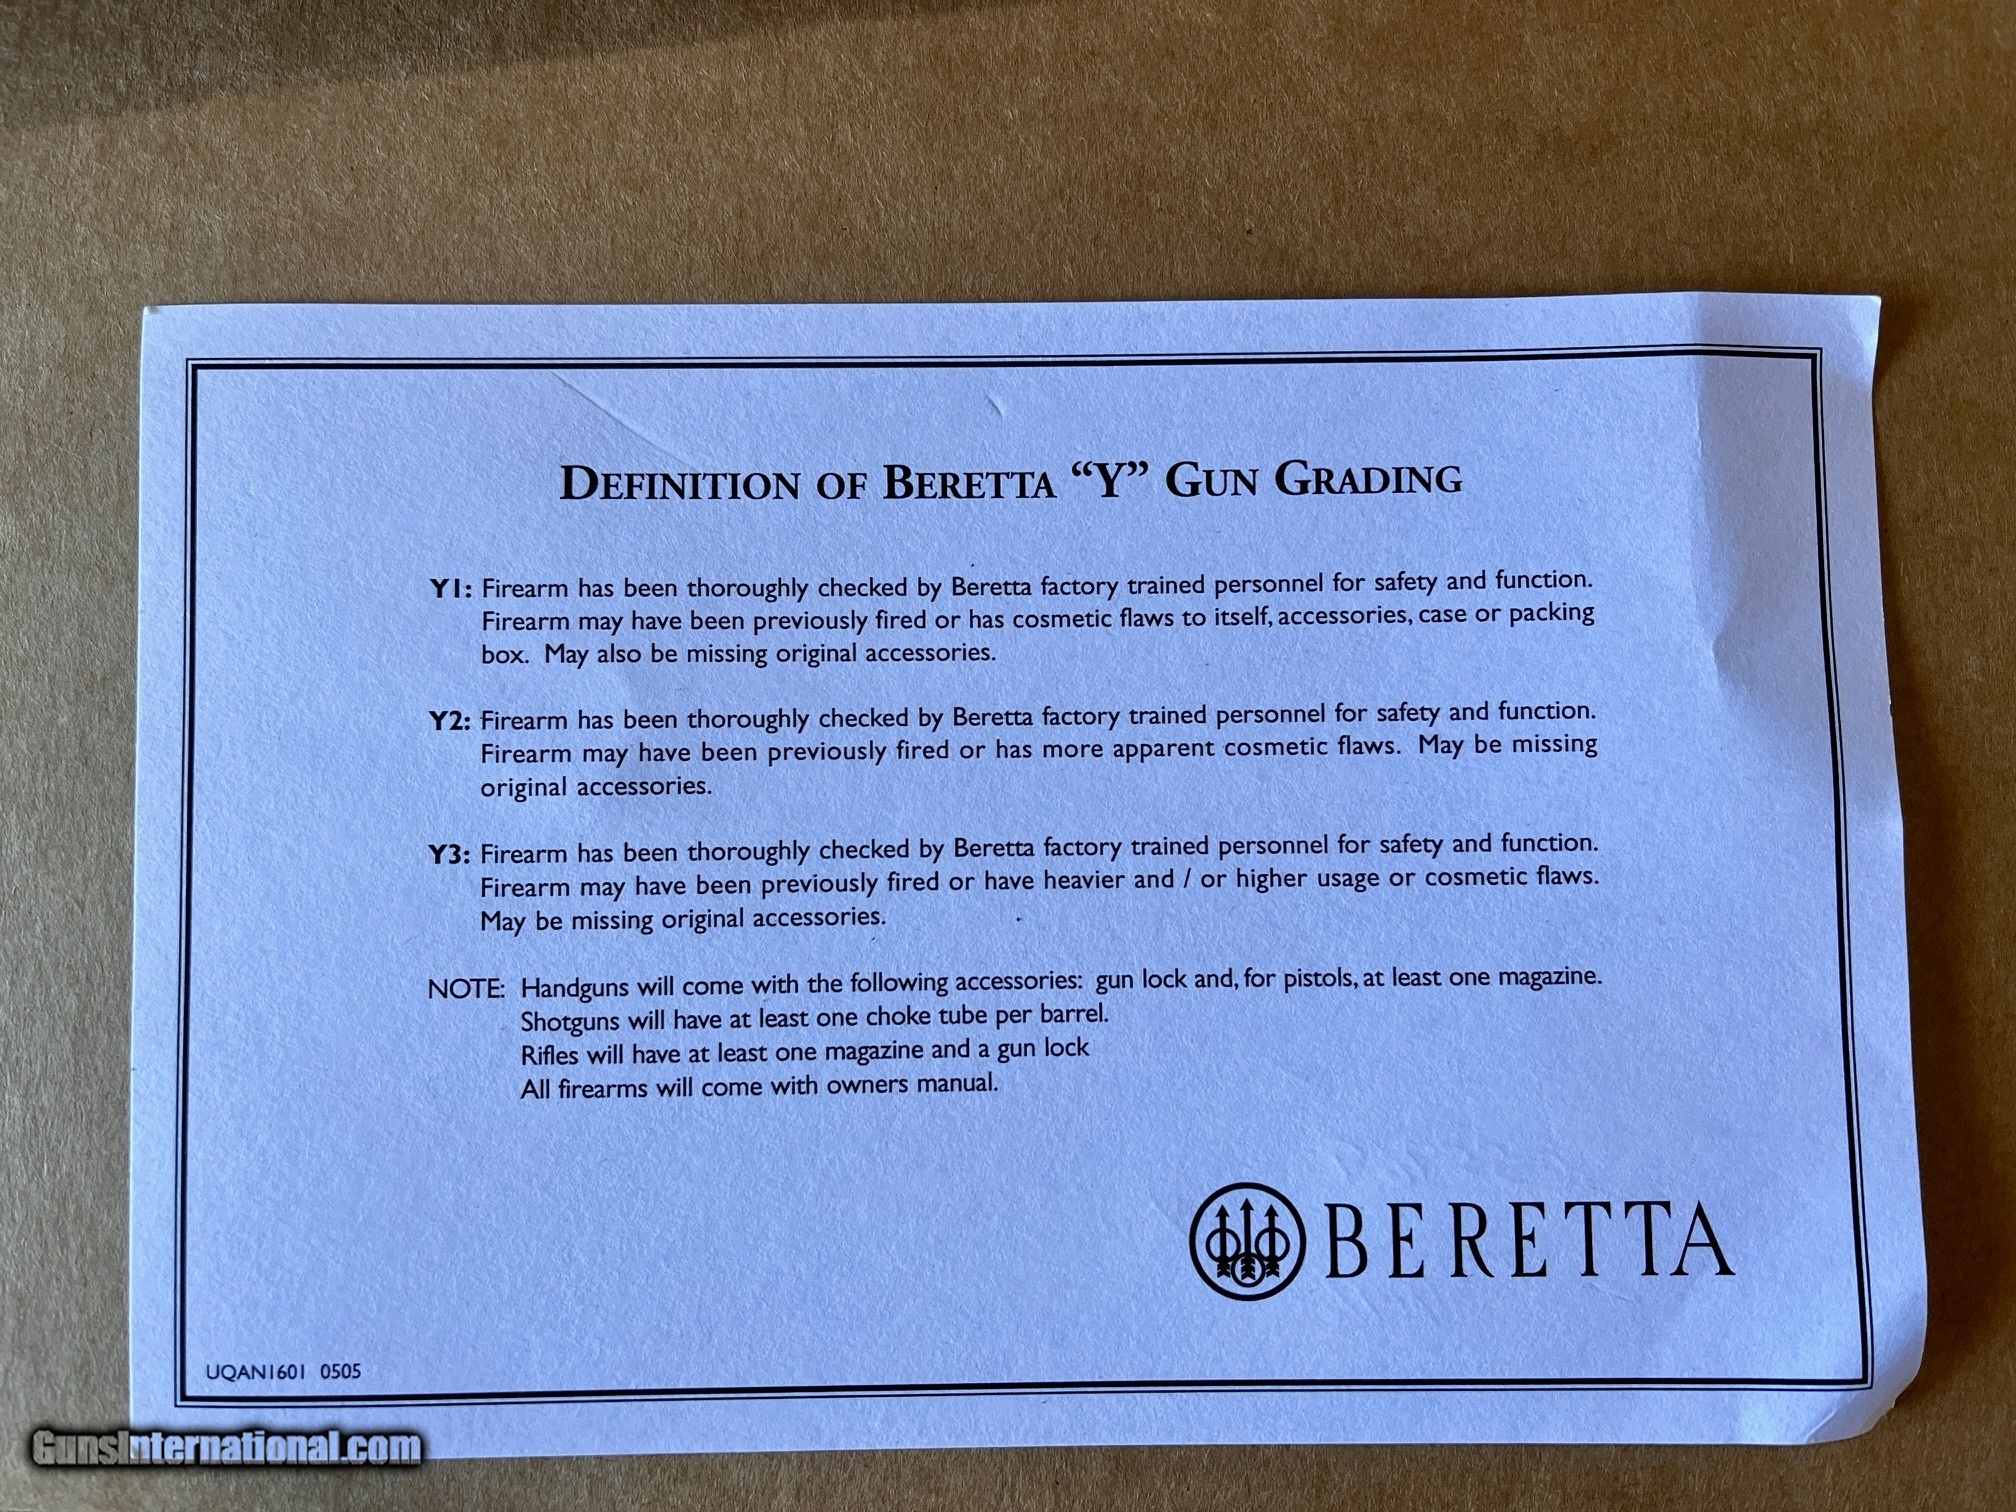 DEFINITION OF BERETTA “Y” GUN GRADING
Y1: Firearm has been thoroughly checked by Beretta factory trained personnel for safety and function.
Firearm may have been previously fired or has cosmetic flaws to itself, accessories, case or packing
box. May also be missing original accessories.
Y2: Firearm has been thoroughly checked by Beretta factory trained personnel for safety and function.
Firearm may have been previously fired or has more apparent cosmetic flaws. May be missing
original accessories.
Y3: Firearm has been thoroughly checked by Beretta factory trained personnel for safety and function.
Firearm may have been previously fired or have heavier and / or higher usage or cosmetic flaws.
May be missing original accessories.
NOTE: Handguns will come with the following accessories: gun lock and, for pistols, at least one magazine.
Shotguns will have at least one choke tube per barrel.
Rifles will have at least one magazine and a gun lock
All firearms will come with owners manual.
BERETTA
UQAN1601 0505
GunsInternational.com